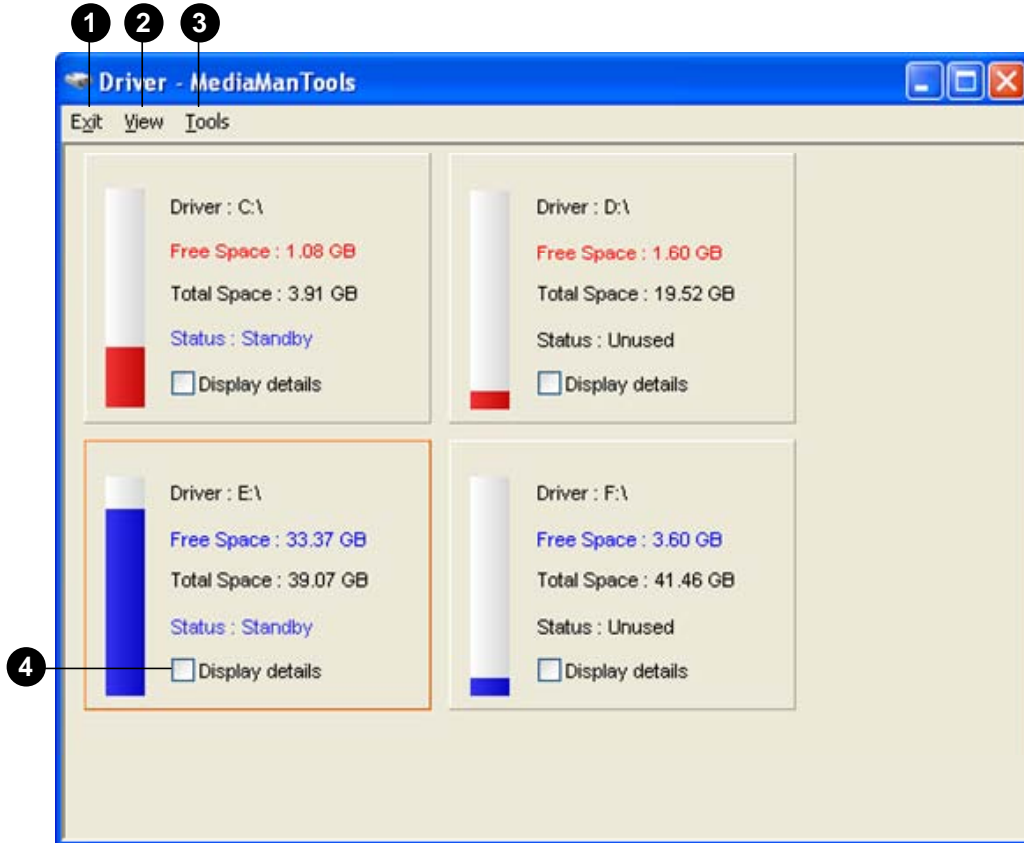 1 2 3
Driver - MediaManTools
Exit View Tools
Driver : C:\
Free Space : 1.08 GB
Total Space : 3.91 GB
Status : Standby
Display details
Driver : D:\
Free Space : 1.60 GB
Total Space : 19.52 GB
Status : Unused
Display details
Driver : E:\
Free Space : 33.37 GB
Total Space : 39.07 GB
Status : Standby
4 Display details
Driver : F:\
Free Space : 3.60 GB
Total Space : 41.46 GB
Status : Unused
Display details